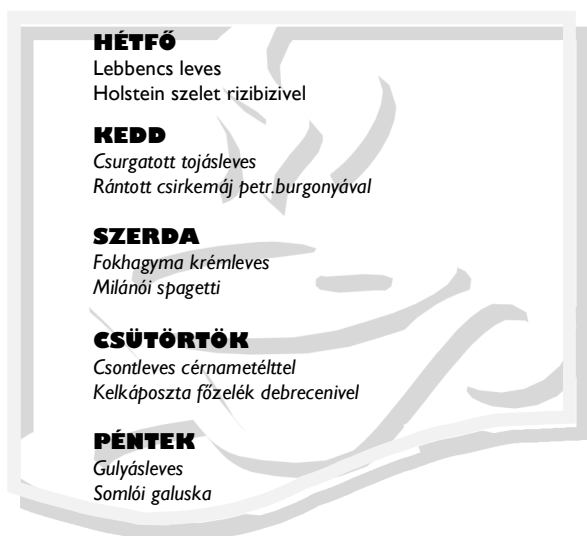 HÉTFŐ
Lebbencs leves
Holstein szelet rizibizivel
KEDD
Csurgatott tojásleves
Rántott csirkemáj petr.burgonyával
SZERDA
Fokhagyma krémleves
Milánói spagetti
CSÜTÖRTÖK
Csontleves cérnametélttel
Kelkáposzta főzelék debrecenivel
PÉNTEK
Gulyásleves
Somlói galuska